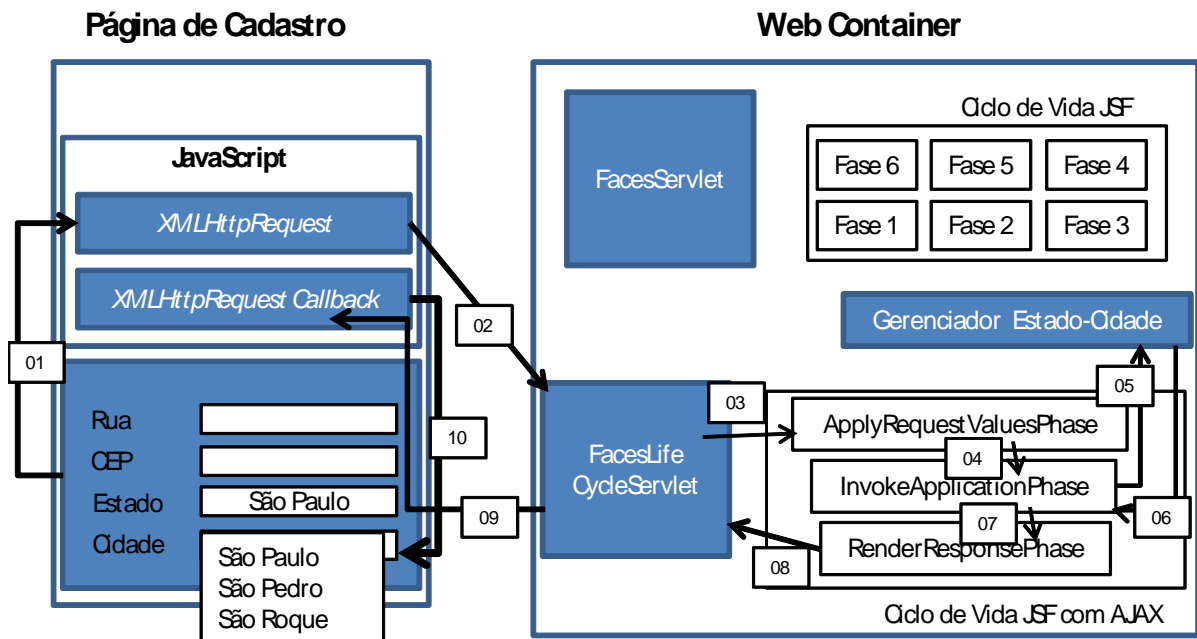 Página de Cadastro
Web Container
JavaScript
XMLHttpRequest
XMLHttpRequest Callback
01
02
Rua
CEP
Estado
São Paulo
Cidade
São Paulo
São Pedro
São Roque
10
09
FacesServlet
Ciclo de Vida JSF
Fase 6
Fase 5
Fase 4
Fase 1
Fase 2
Fase 3
Gerenciador Estado-Cidade
FacesLife
CycleServlet
03
05
ApplyRequestValuesPhase
04
InvokeApplicationPhase
07
06
RenderResponsePhase
08
Ciclo de Vida JSF com AJAX